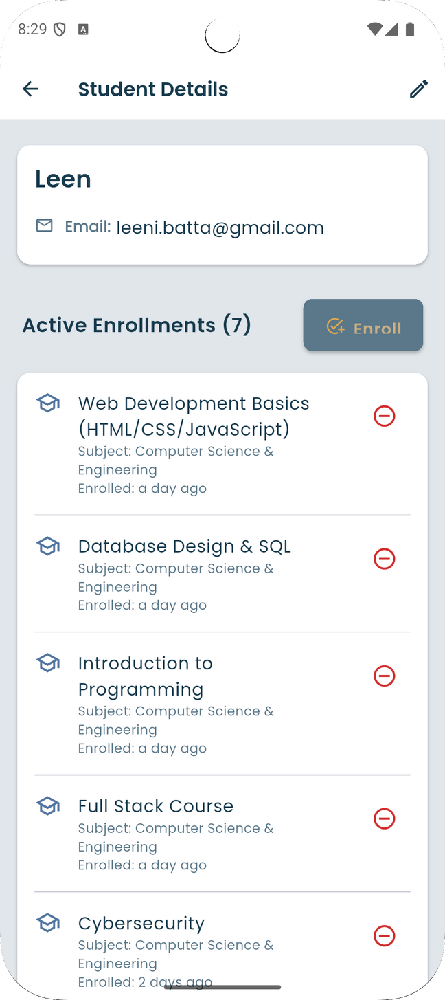 8:29
A
Student Details
Leen
Email: leeni.batta@gmail.com
Active Enrollments (7)
Enroll
Web Development Basics
(HTML/CSS/JavaScript)
Subject: Computer Science &
Engineering
Enrolled: a day ago
Database Design & SQL
Subject: Computer Science &
Engineering
Enrolled: a day ago
Introduction to
Programming
Subject: Computer Science &
Engineering
Enrolled: a day ago
Full Stack Course
Subject: Computer Science &
Engineering
Enrolled: a day ago
Cybersecurity
Subject: Computer Science &
Engineering
Enrolled: 2 days ago